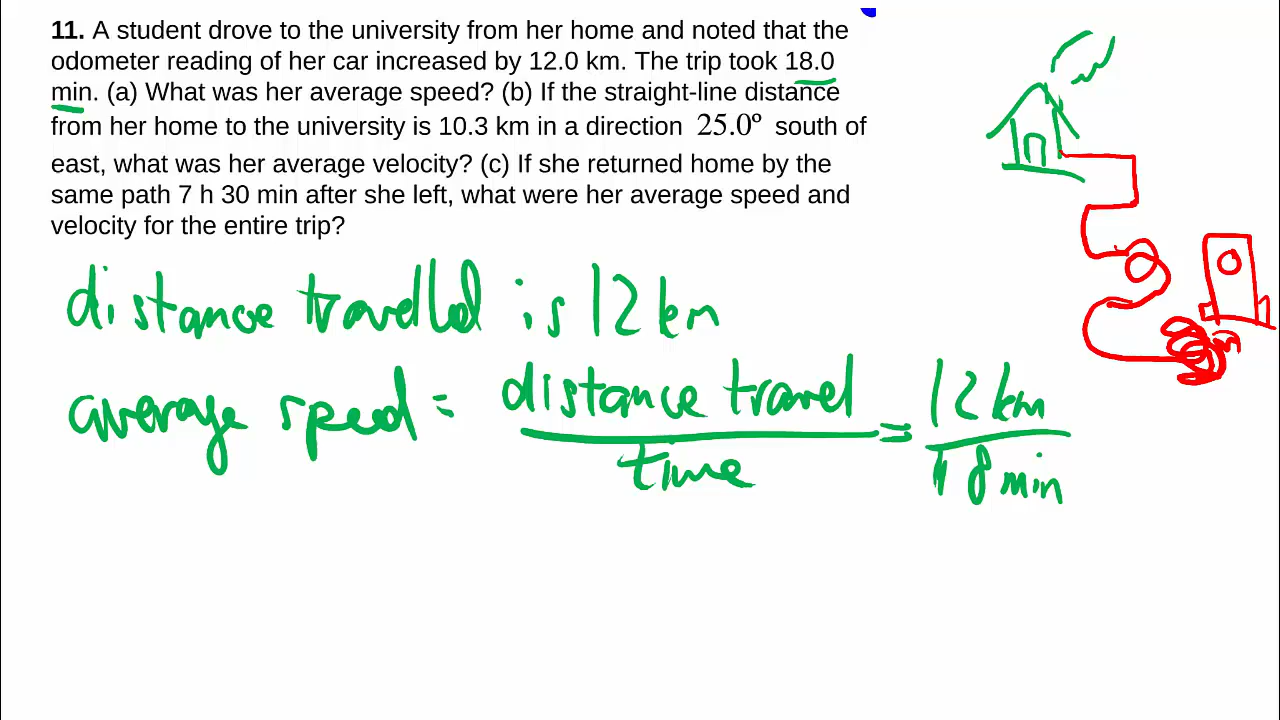 11. A student drove to the university from her home and noted that the
odometer reading of her car increased by 12.0 km. The trip took 18.0
min. (a) What was her average speed? (b) If the straight-line distance
from her home to the university is 10.3 km in a direction 25.0º south of
east, what was her average velocity? (c) If she returned home by the
same path 7 h 30 min after she left, what were her average speed and
velocity for the entire trip?
distance travelled is 12 km
average speed = distance travel / time = 12 km / 18 min